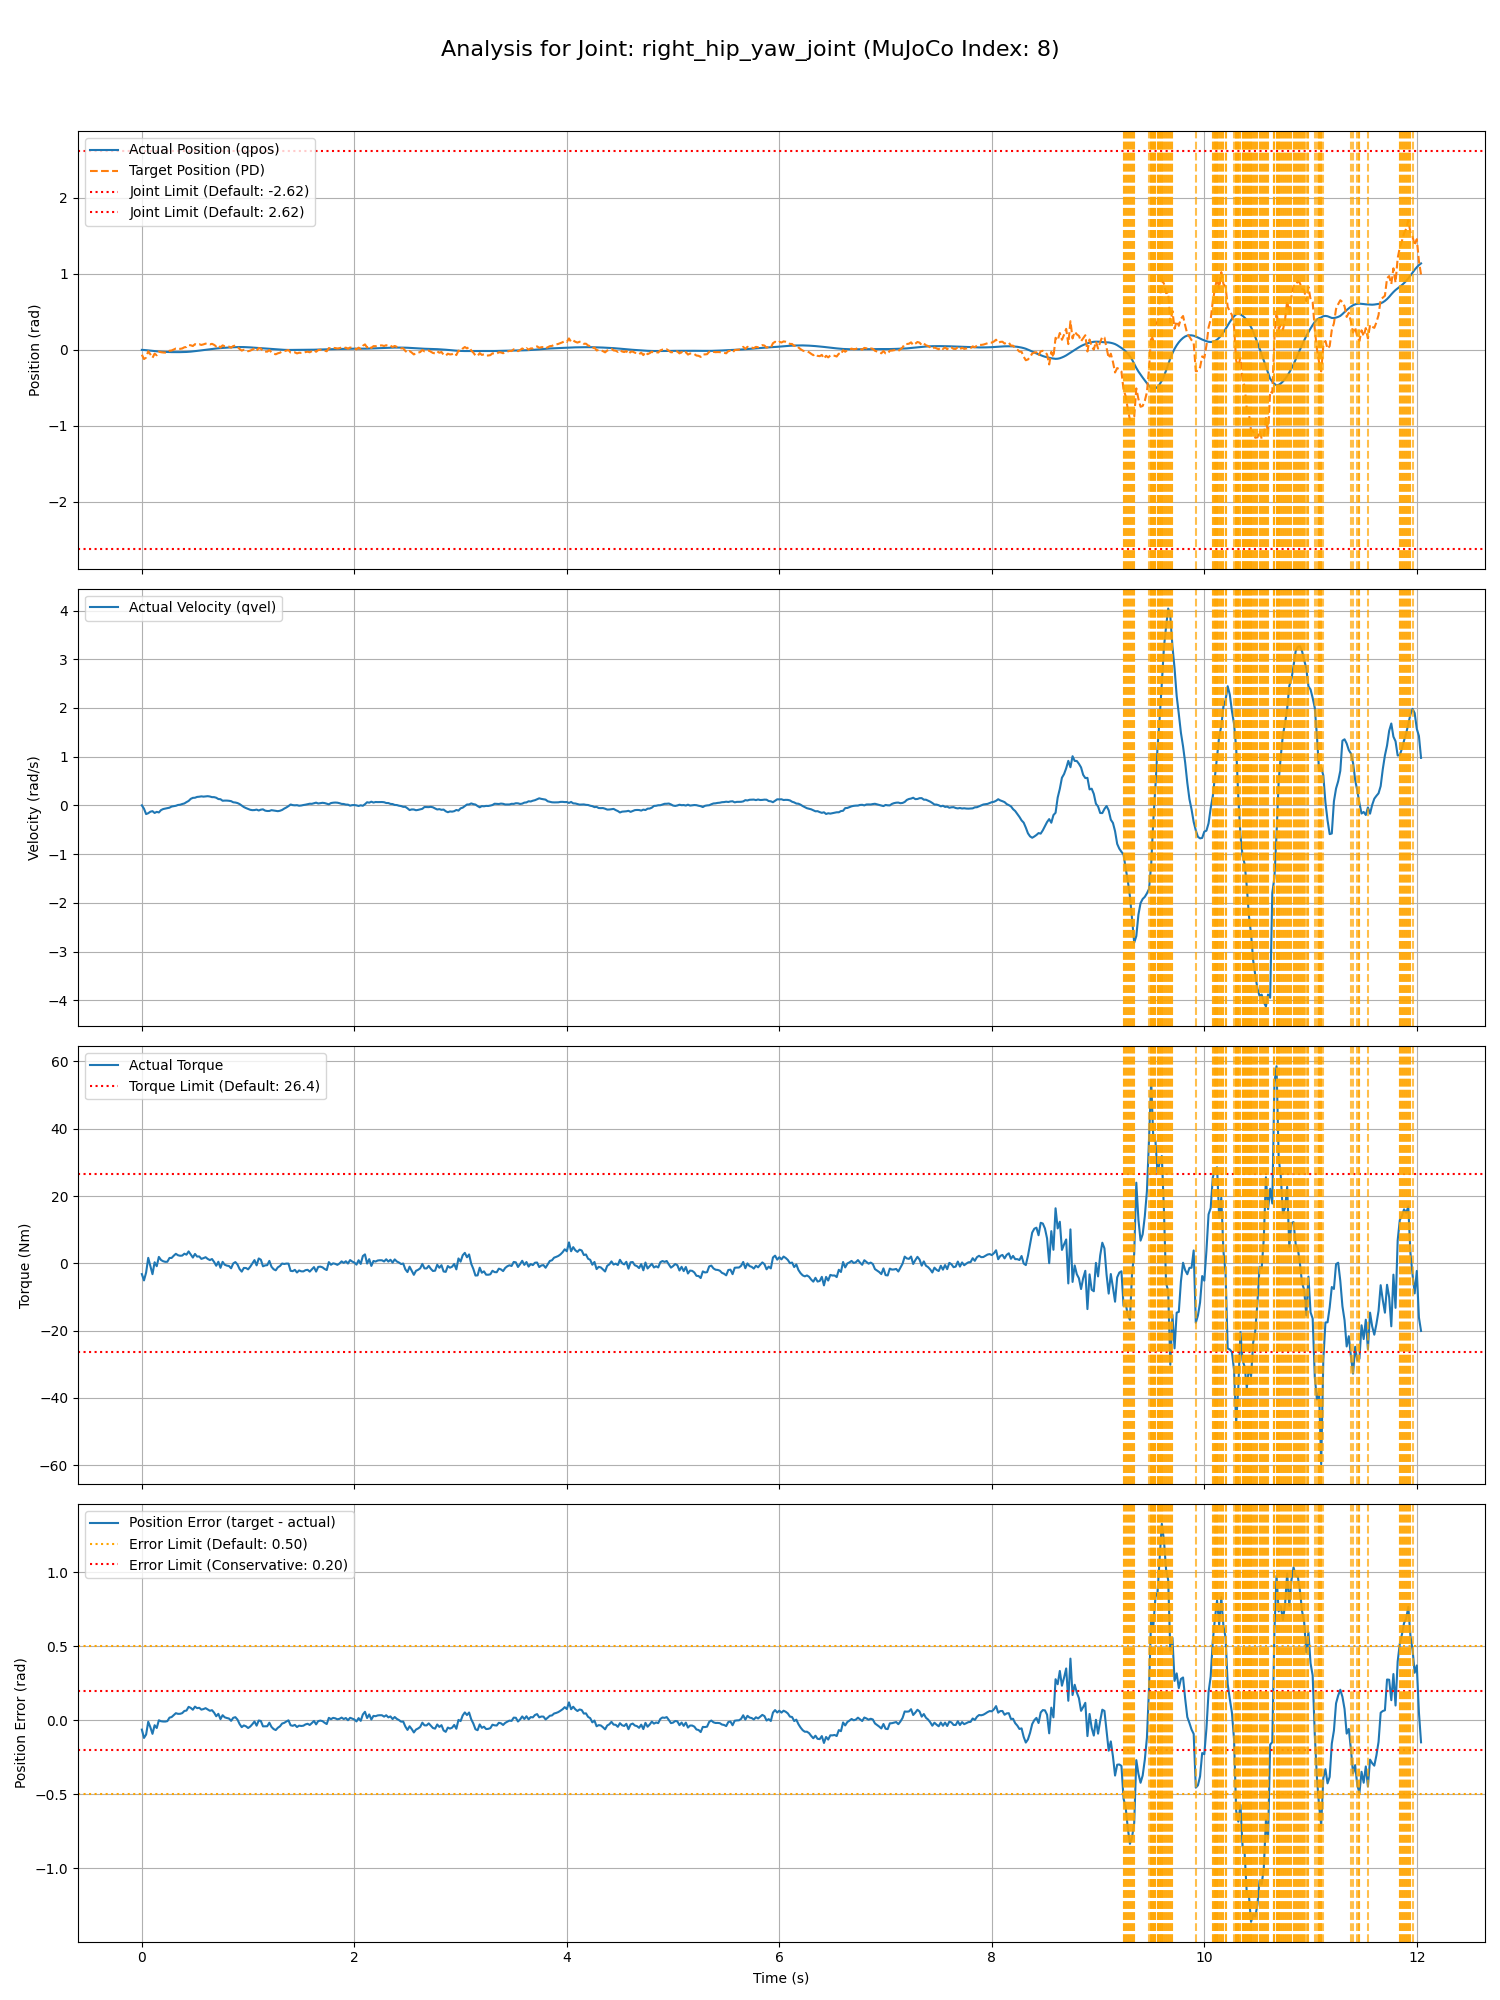 Analysis for Joint: right_hip_yaw_joint (MuJoCo Index: 8)
Actual Position (qpos)
Target Position (PD)
Joint Limit (Default: -2.62)
Joint Limit (Default: 2.62)
Position (rad)
2
1
0
−1
−2
Actual Velocity (qvel)
Velocity (rad/s)
4
3
2
1
0
−1
−2
−3
−4
Actual Torque
Torque Limit (Default: 26.4)
Torque (Nm)
60
40
20
0
−20
−40
−60
Position Error (target - actual)
Error Limit (Default: 0.50)
Error Limit (Conservative: 0.20)
Position Error (rad)
1.0
0.5
0.0
−0.5
−1.0
0 2 4 6 8 10 12
Time (s)